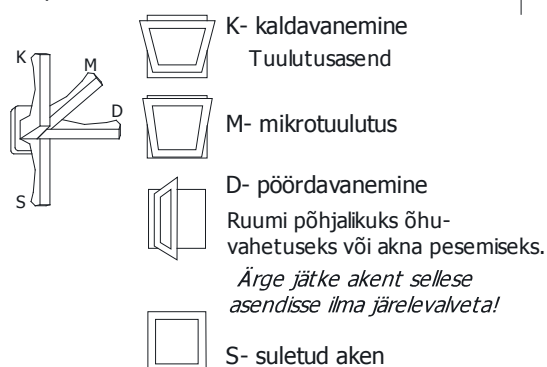 K- kaldavanemine
Tuulutusasend
K
M
D
S
M- mikrotuulutus
D- pöördavanemine
Ruumi põhjalikuks õhu-
vahetuseks või akna pesemiseks.
Ärge jätke akent sellese
asendisse ilma järelevalveta!
S- suletud aken